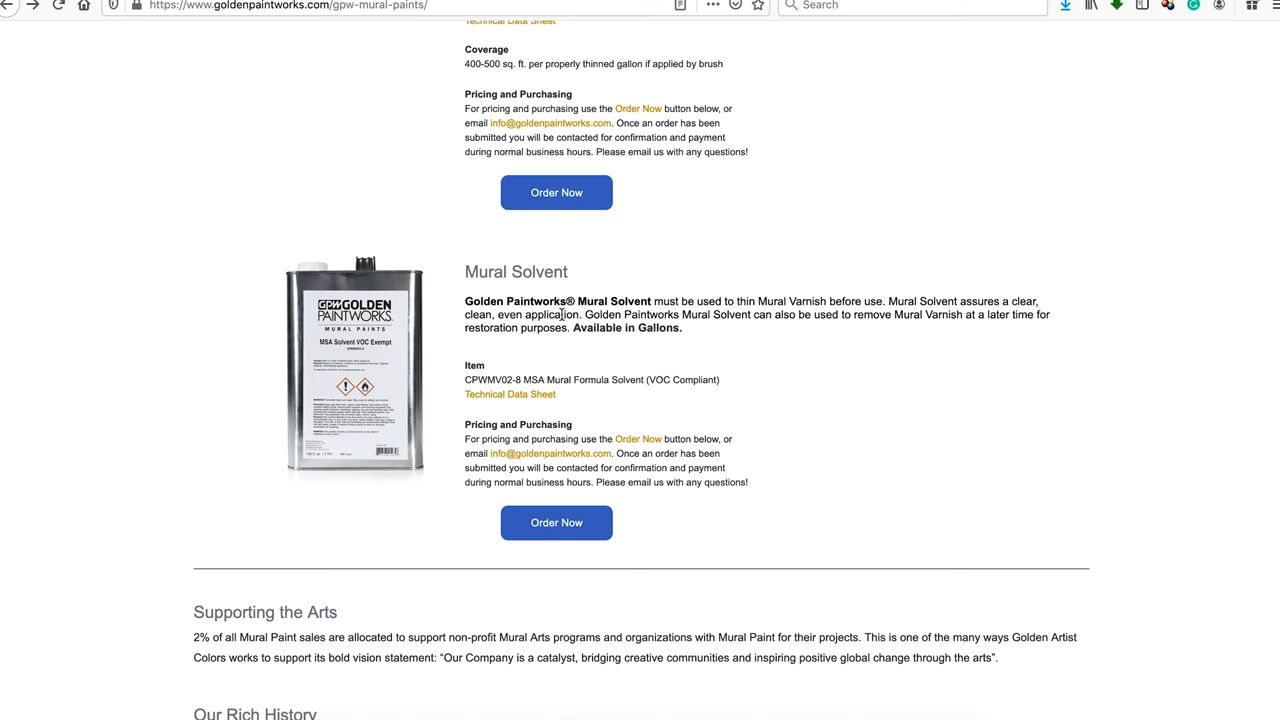 https://www.goldenpaintworks.com/gpw-mural-paints/
Search
Technical Data Sheet
Coverage
400-500 sq. ft. per properly thinned gallon if applied by brush
Pricing and Purchasing
For pricing and purchasing use the Order Now button below, or
email info@goldenpaintworks.com. Once an order has been
submitted you will be contacted for confirmation and payment
during normal business hours. Please email us with any questions!
Order Now
GPW GOLDEN
PAINTWORKS
MURAL PAINTS
MSA Solvent VOC Exempt
Mural Solvent
Golden Paintworks® Mural Solvent must be used to thin Mural Varnish before use. Mural Solvent assures a clear,
clean, even application. Golden Paintworks Mural Solvent can also be used to remove Mural Varnish at a later time for
restoration purposes. Available in Gallons.
Item
CPWMV02-8 MSA Mural Formula Solvent (VOC Compliant)
Technical Data Sheet
Pricing and Purchasing
For pricing and purchasing use the Order Now button below, or
email info@goldenpaintworks.com. Once an order has been
submitted you will be contacted for confirmation and payment
during normal business hours. Please email us with any questions!
Order Now
Supporting the Arts
2% of all Mural Paint sales are allocated to support non-profit Mural Arts programs and organizations with Mural Paint for their projects. This is one of the many ways Golden Artist
Colors works to support its bold vision statement: “Our Company is a catalyst, bridging creative communities and inspiring positive global change through the arts”.
Our Rich History